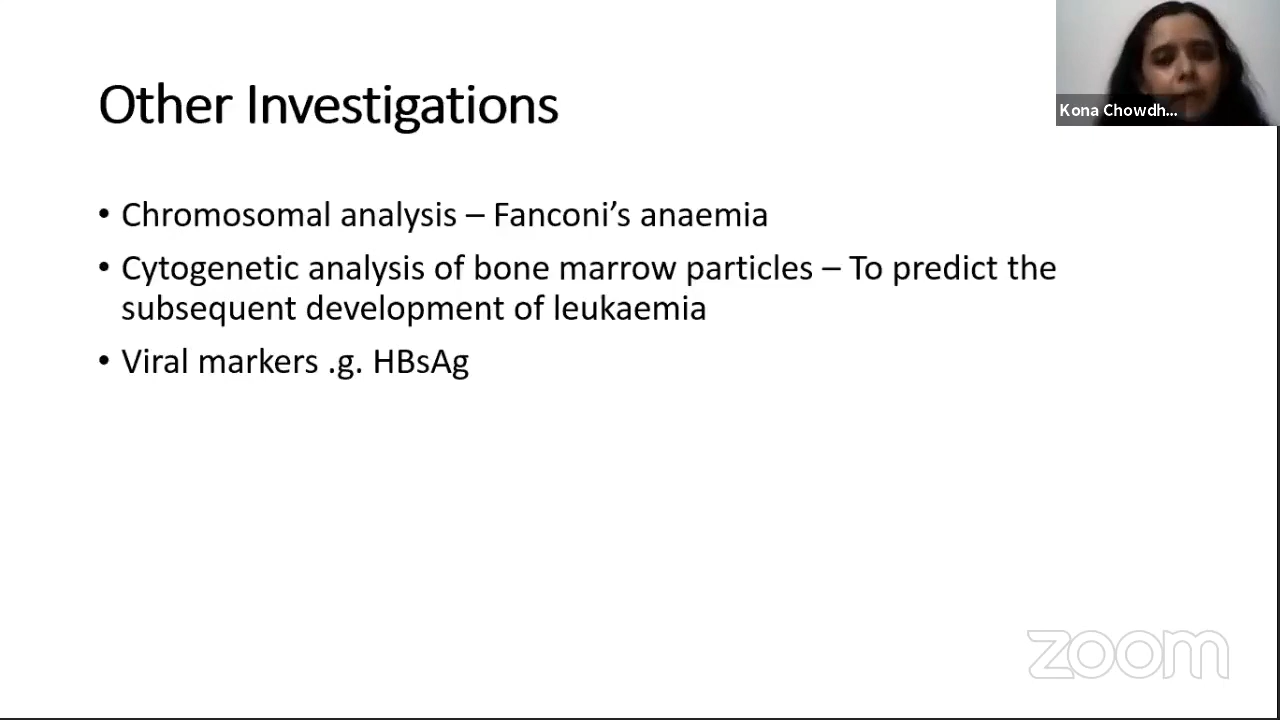 Other Investigations
Kona Chowdh...
• Chromosomal analysis – Fanconi’s anaemia
• Cytogenetic analysis of bone marrow particles – To predict the
subsequent development of leukaemia
• Viral markers .g. HBsAg
zoom